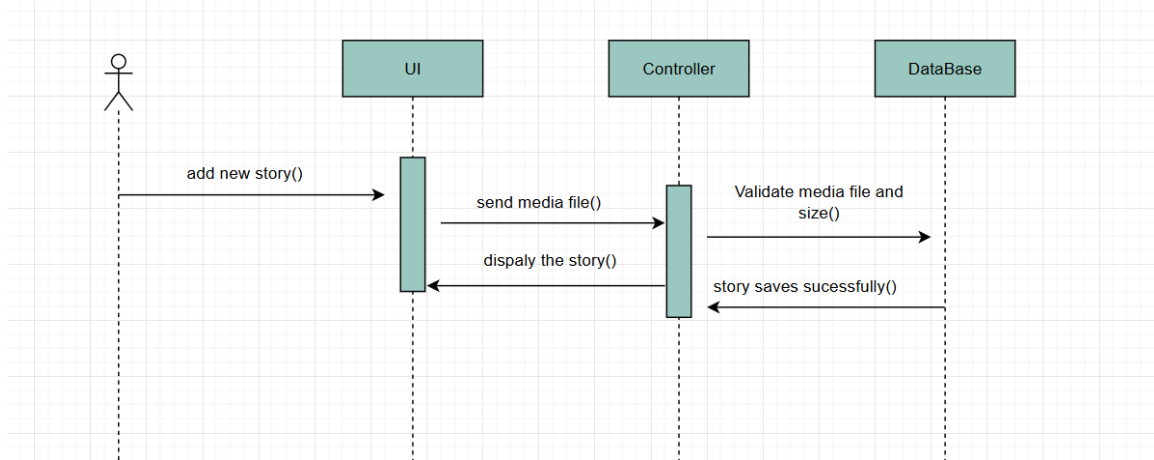 UI
Controller
DataBase
add new story()
send media file()
Validate media file and
size()
dispaly the story()
story saves sucessfully()